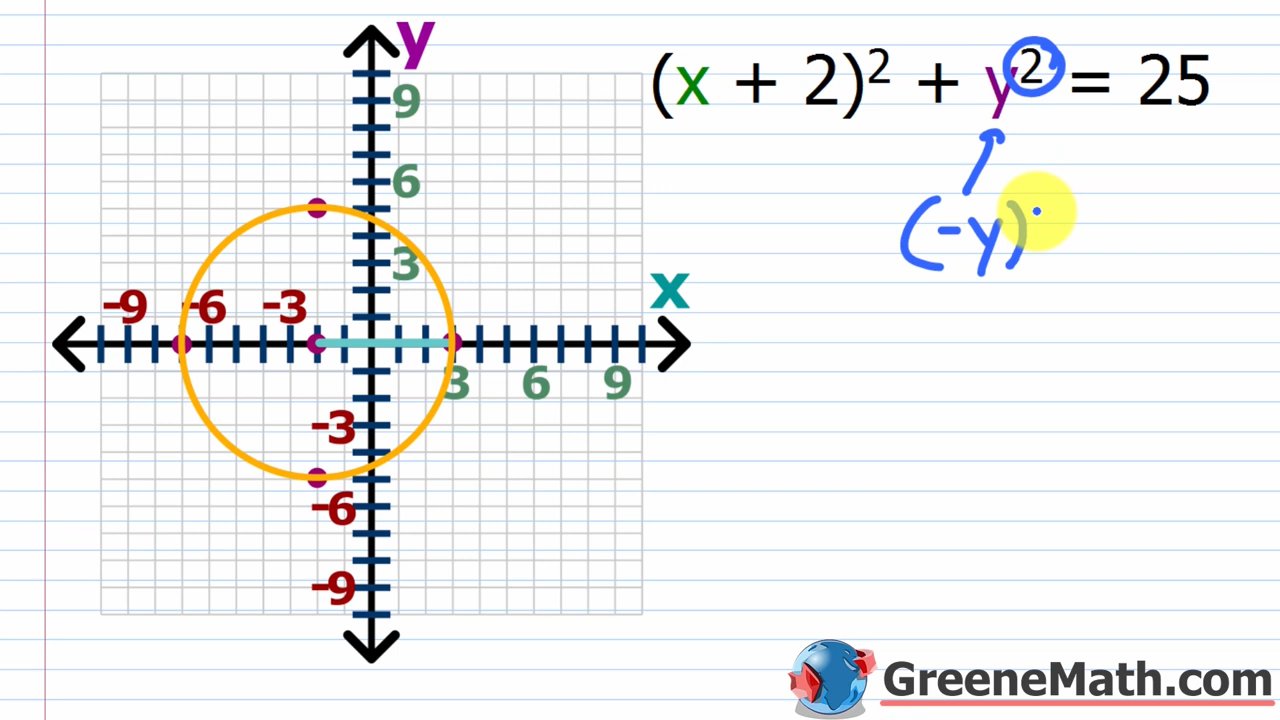 y
(x + 2)² + y² = 25
9
6
(-y)
3
x
-9 -6 -3
3 6 9
-3
-6
-9
GreeneMath.com